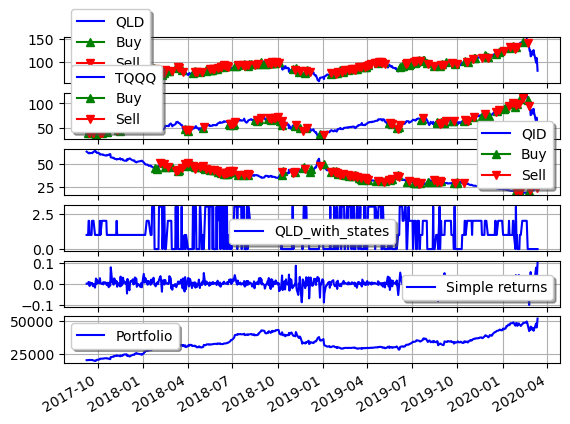 QLD
Buy
Sell
150
100
TQQQ
Buy
Sell
100
50
QID
Buy
Sell
50
25
QLD_with_states
2.5
0.0
Simple returns
0.1
0.0
−0.1
Portfolio
50000
25000
2017-10
2018-01
2018-04
2018-07
2018-10
2019-01
2019-04
2019-07
2019-10
2020-01
2020-04